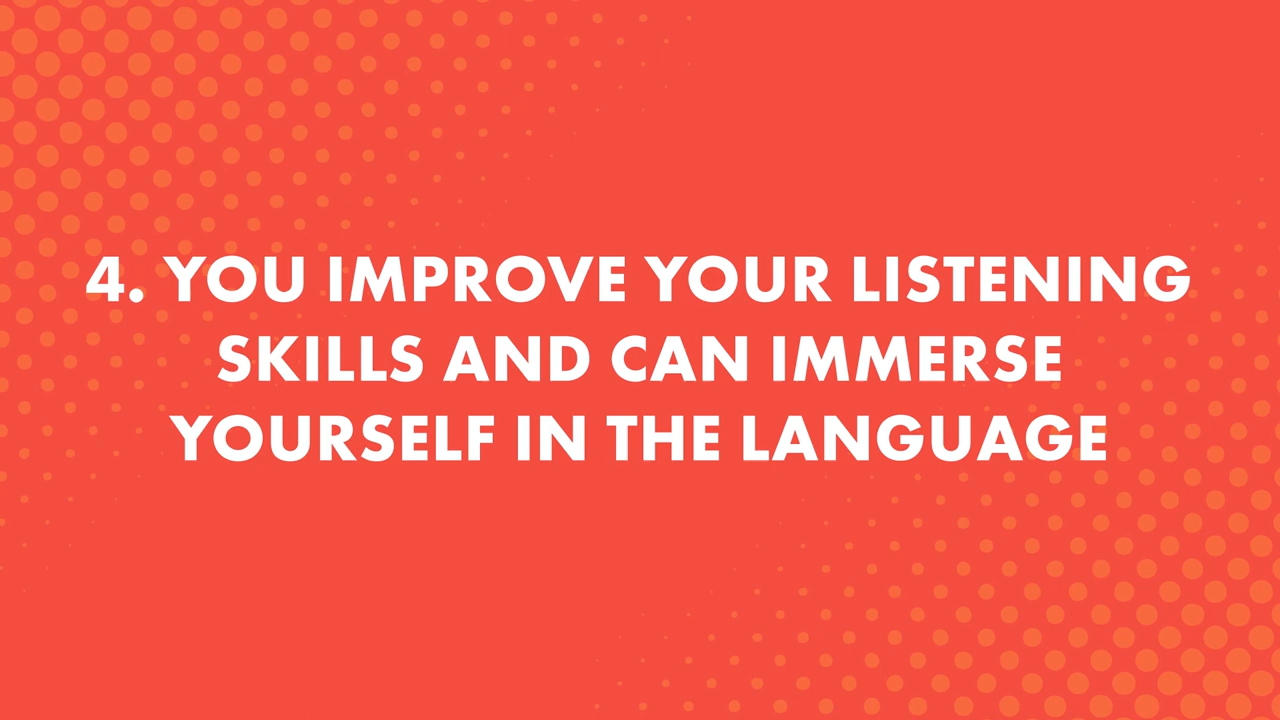 4. YOU IMPROVE YOUR LISTENING
SKILLS AND CAN IMMERSE
YOURSELF IN THE LANGUAGE